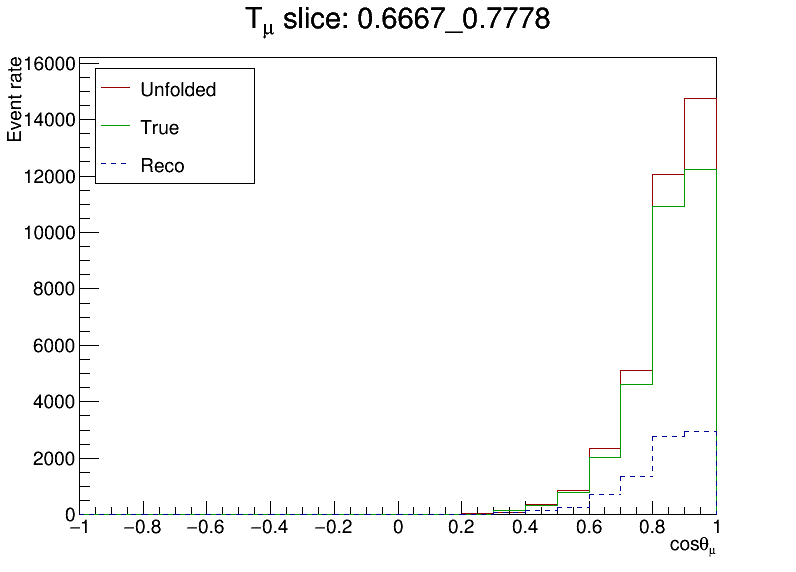 Tμ slice: 0.6667_0.7778
Event rate
16000
14000
12000
10000
8000
6000
4000
2000
0
Unfolded
True
Reco
−1 −0.8 −0.6 −0.4 −0.2 0 0.2 0.4 0.6 0.8 1
cosθμ